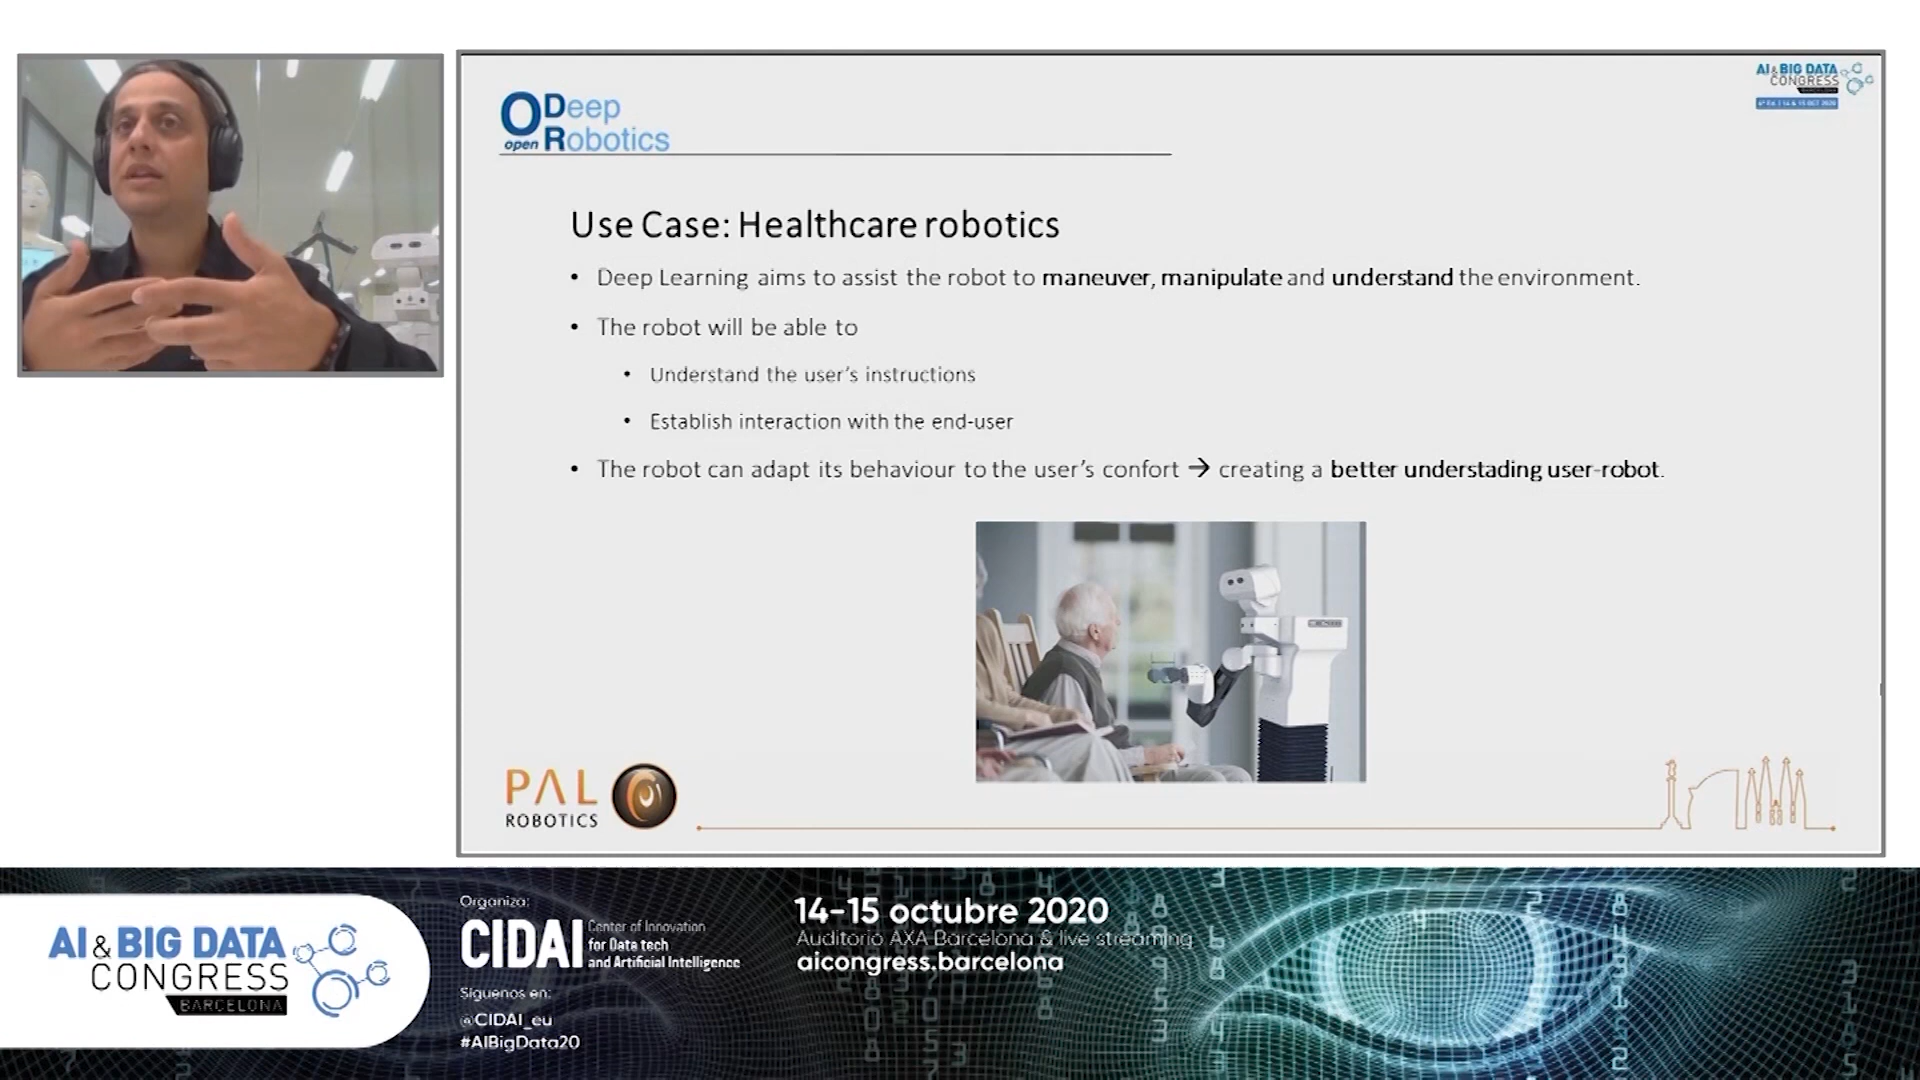 open Deep Robotics
AI & BIG DATA
CONGRESS
BARCELONA
Use Case: Healthcare robotics
• Deep Learning aims to assist the robot to maneuver, manipulate and understand the environment.
• The robot will be able to
• Understand the user's instructions
• Establish interaction with the end-user
• The robot can adapt its behaviour to the user's confort → creating a better understading user-robot.
PAL
ROBOTICS
AI & BIG DATA
CONGRESS
BARCELONA
Organiza:
CIDAI
Center of Innovation
for Data tech
and Artificial Intelligence
Síguenos en:
@CIDAI_eu
#AIBigData20
14-15 octubre 2020
Auditorio AXA Barcelona & live streaming
aicongress.barcelona